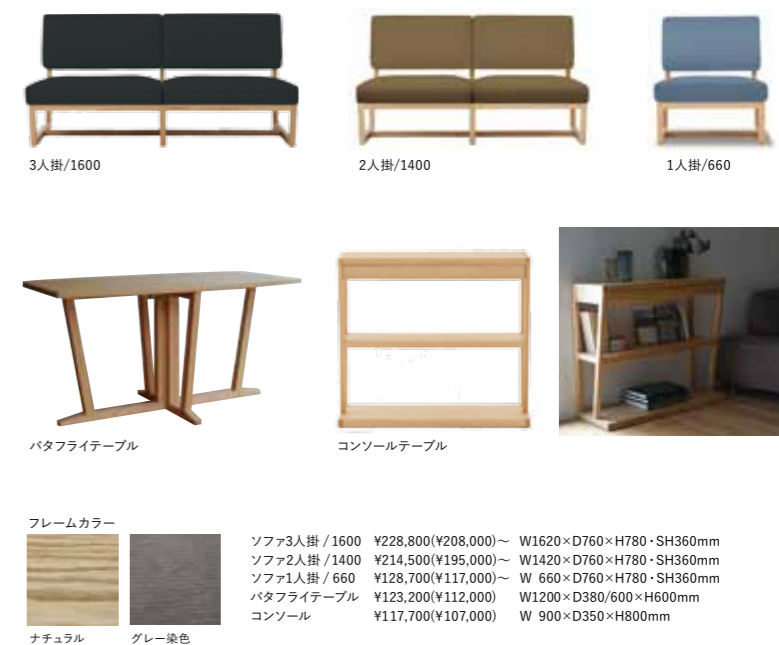 3人掛/1600
2人掛/1400
1人掛/660
バタフライテーブル
コンソールテーブル
フレームカラー
ナチュラル
グレー染色
ソファ3人掛 / 1600 ¥228,800(¥208,000)〜 W1620×D760×H780・SH360mm
ソファ2人掛 / 1400 ¥214,500(¥195,000)〜 W1420×D760×H780・SH360mm
ソファ1人掛 / 660 ¥128,700(¥117,000)〜 W 660×D760×H780・SH360mm
バタフライテーブル ¥123,200(¥112,000) W1200×D380/600×H600mm
コンソール ¥117,700(¥107,000) W 900×D350×H800mm